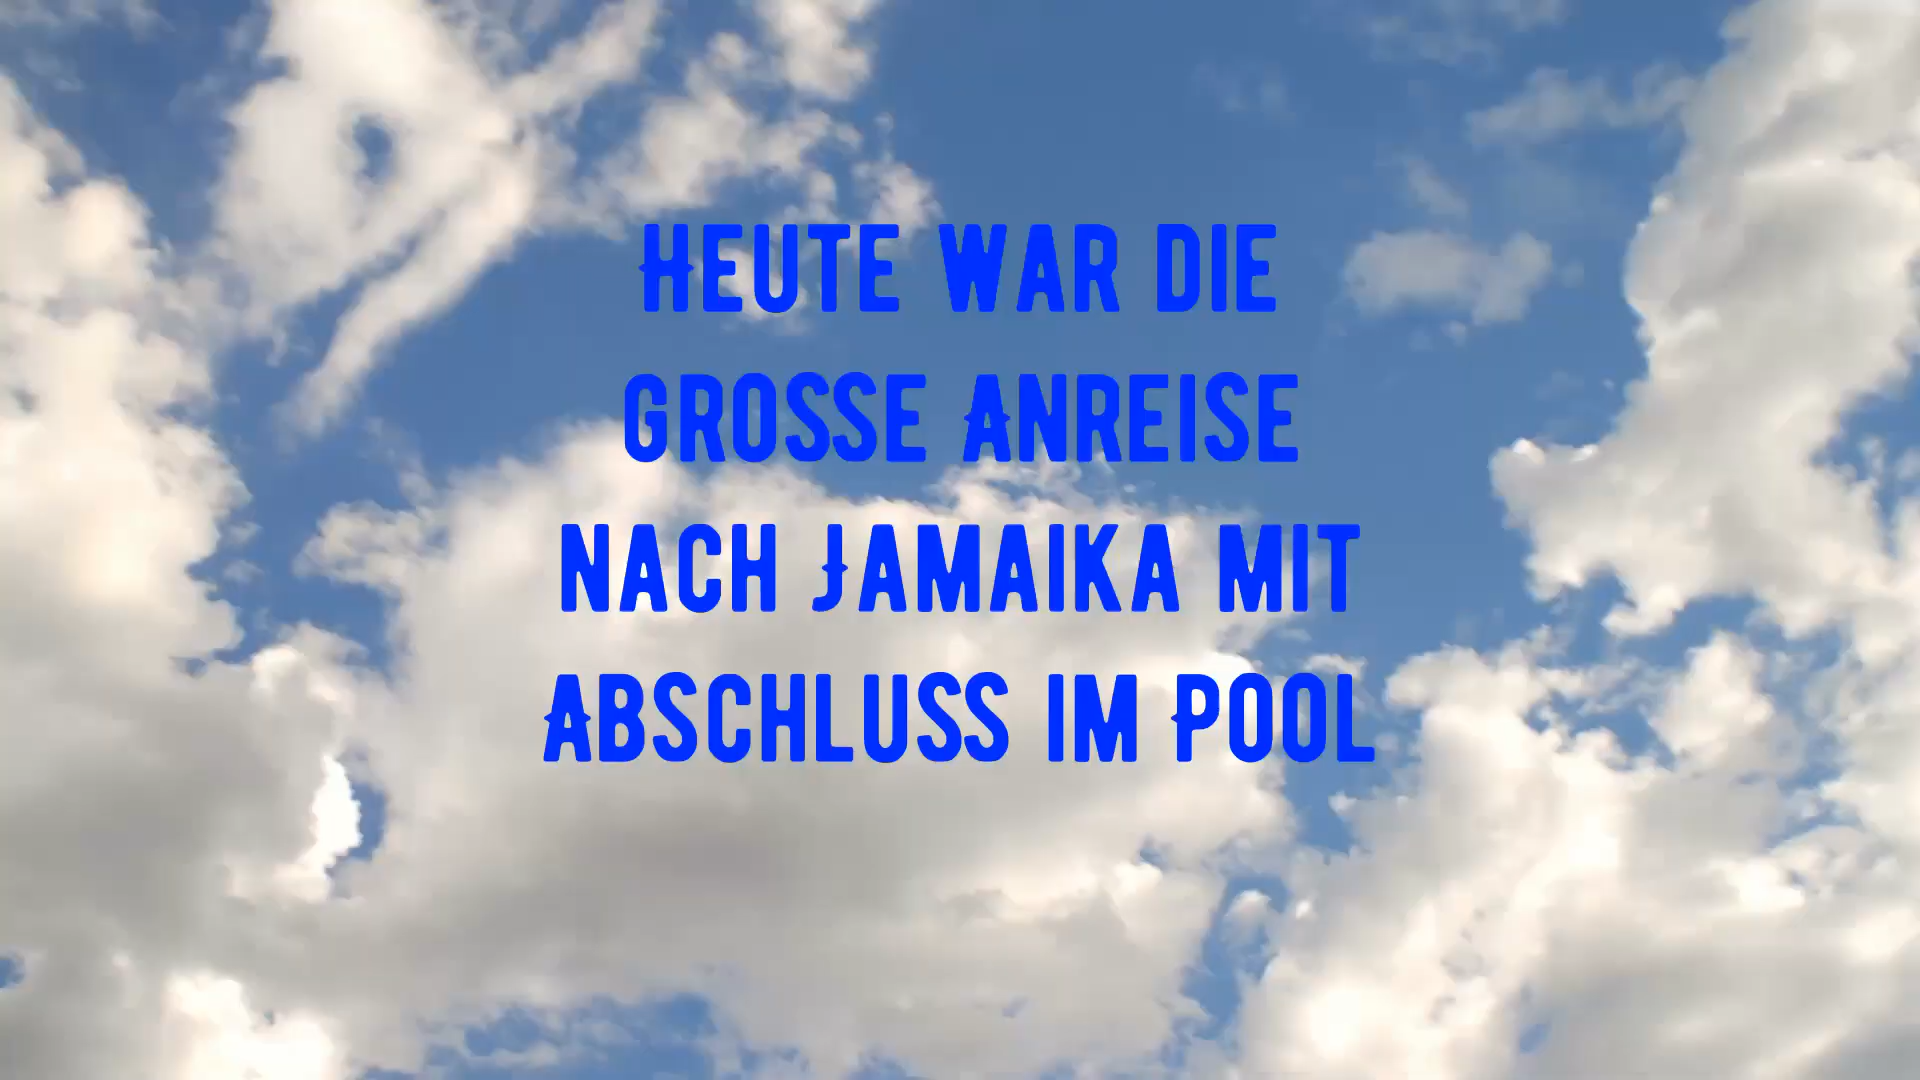 Heute war die
grosse Anreise
nach Jamaika mit
Abschluss im Pool